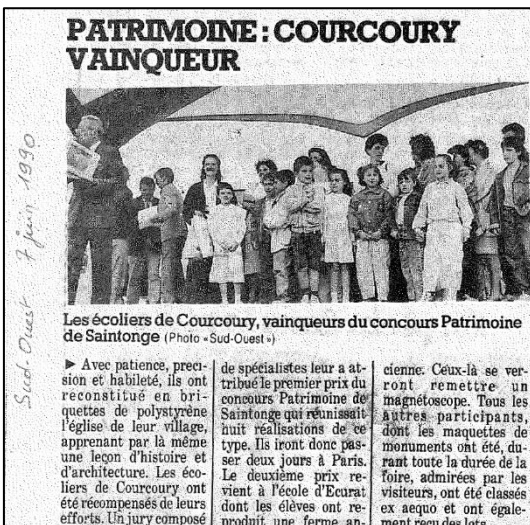 PATRIMOINE : COURCOURY
VAINQUEUR
Sud-Ouest 7 juin 1990
Les écoliers de Courcoury, vainqueurs du concours Patrimoine
de Saintonge (Photo « Sud-Ouest »)
► Avec patience, preci-
sion et habileté, ils ont
reconstitué en bri-
quettes de polystyrène
l'église de leur village,
apprenant par là même
une leçon d'histoire et
d'architecture. Les éco-
liers de Courcoury ont
été récompensés de leurs
efforts. Un jury composé
de spécialistes leur a at-
tribué le premier prix du
concours Patrimoine de
Saintonge qui réunissait
huit réalisations de ce
type. Ils iront donc pas-
ser deux jours à Paris.
Le deuxième prix re-
vient à l'école d'Ecurat
dont les élèves ont re-
produit une ferme an-
cienne. Ceux-là se ver-
ront remettre un
magnétoscope. Tous les
autres participants,
dont les maquettes de
monuments ont été, du-
rant toute la durée de la
foire, admirées par les
visiteurs, ont été classés
ex aequo et ont égale-
ment reçu des lots.